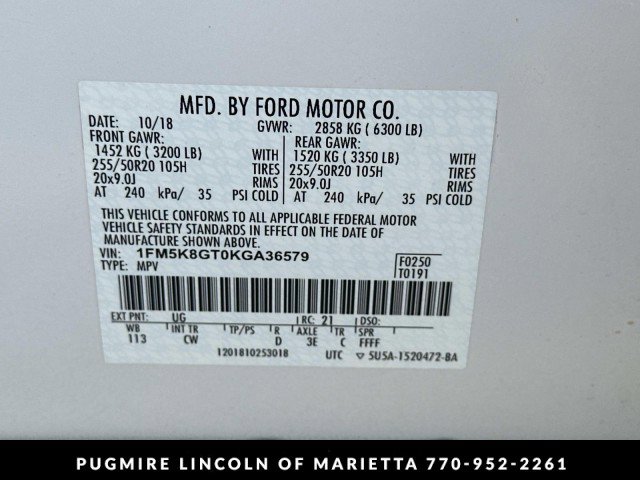 MFD. BY FORD MOTOR CO.
DATE: 10/18 GVWR: 2858 KG ( 6300 LB)
FRONT GAWR: REAR GAWR:
1452 KG ( 3200 LB) WITH 1520 KG ( 3350 LB) WITH
255/50R20 105H TIRES 255/50R20 105H TIRES
20x9.0J RIMS 20x9.0J RIMS
AT 240 kPa/ 35 PSI COLD AT 240 kPa/ 35 PSI COLD
THIS VEHICLE CONFORMS TO ALL APPLICABLE FEDERAL MOTOR
VEHICLE SAFETY STANDARDS IN EFFECT ON THE DATE OF
MANUFACTURE SHOWN ABOVE.
VIN: 1FM5K8GT0KGA36579 F0250
TYPE: MPV T0191
EXT PNT: UG RC: 21 DSO:
WB INT TR TP/PS R AXLE TR SPR
113 CW D 3E C FFFF
1201810253018 UTC ▽ 5U5A-1520472-BA
PUGMIRE LINCOLN OF MARIETTA 770-952-2261